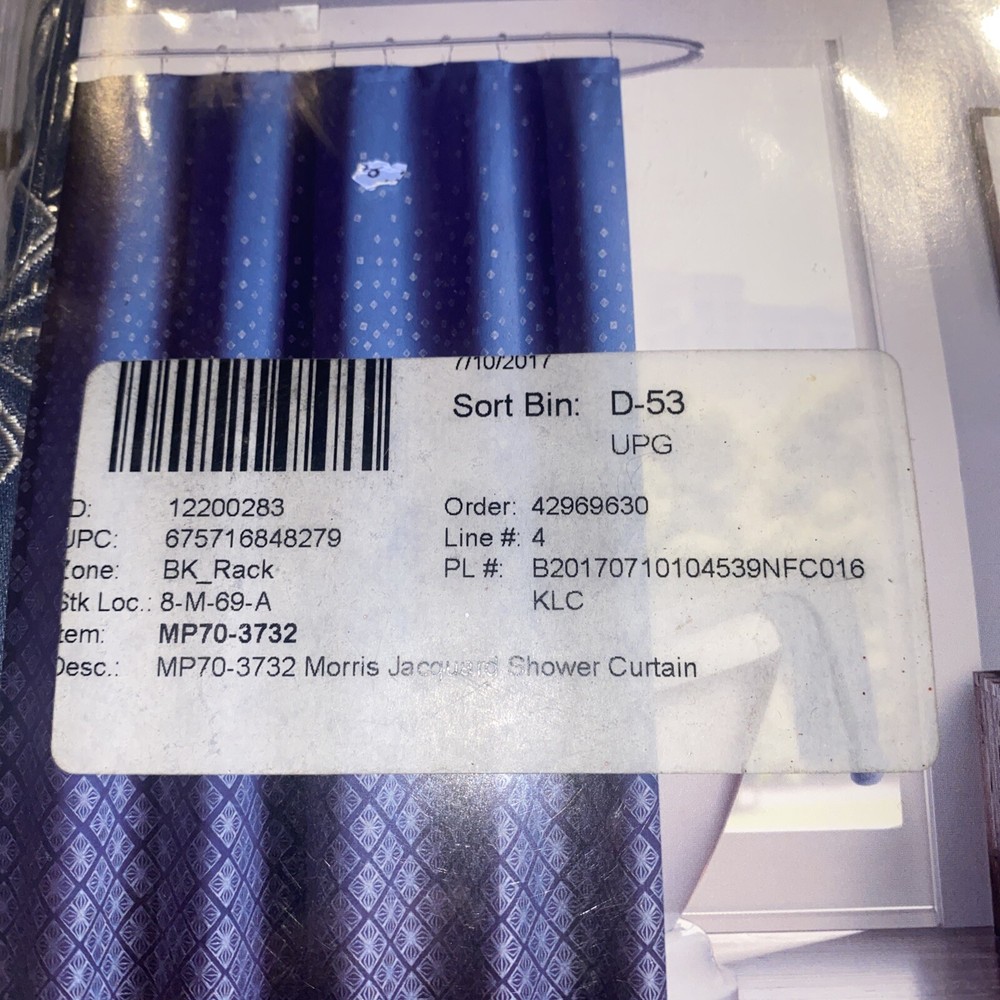 7/10/2017
Sort Bin: D-53
UPG
D: 12200283
UPC: 675716848279
Zone: BK_Rack
Stk Loc.: 8-M-69-A
tem: MP70-3732
Desc.: MP70-3732 Morris Jacquard Shower Curtain
Order: 42969630
Line #: 4
PL #: B20170710104539NFC016
KLC